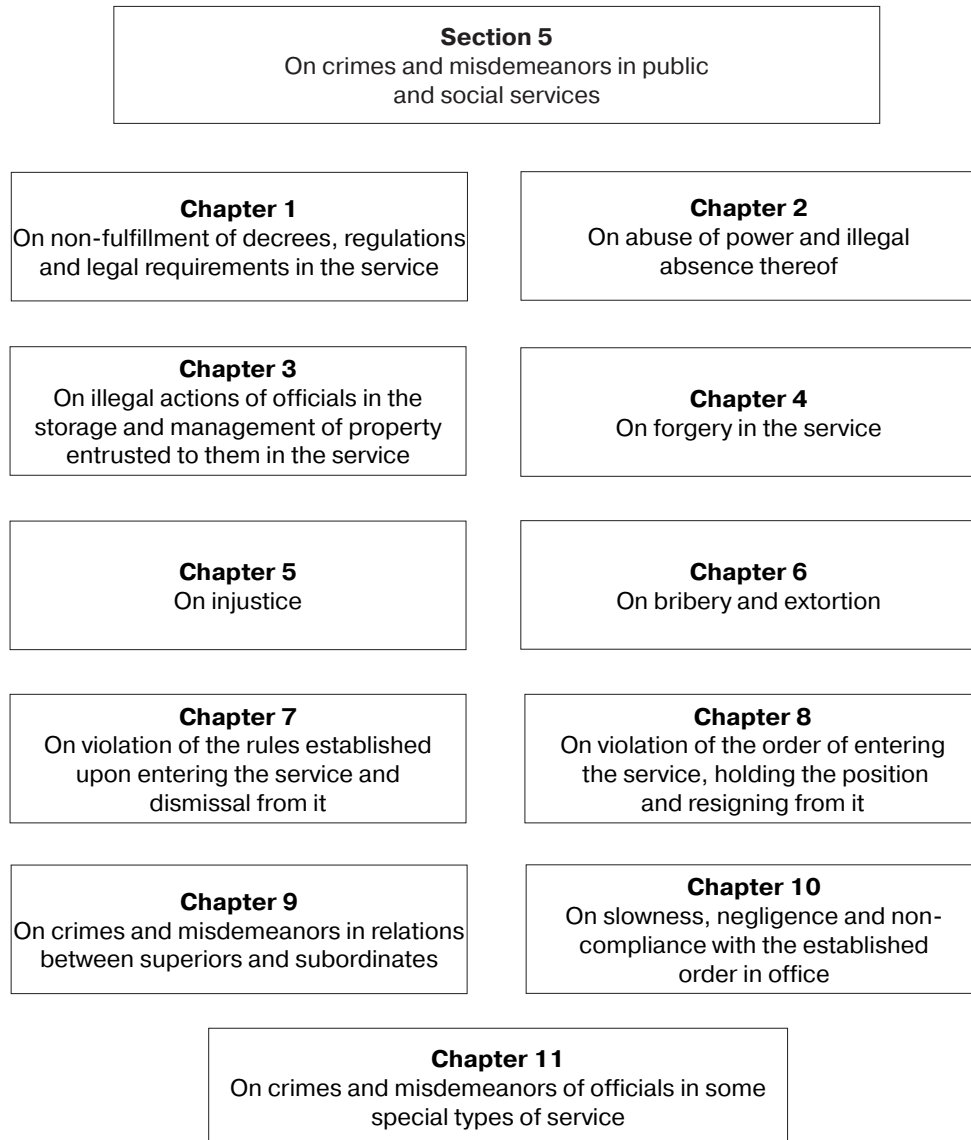 Section 5
On crimes and misdemeanors in public
and social services
Chapter 1
On non-fulfillment of decrees, regulations
and legal requirements in the service
Chapter 2
On abuse of power and illegal
absence thereof
Chapter 3
On illegal actions of officials in the
storage and management of property
entrusted to them in the service
Chapter 4
On forgery in the service
Chapter 5
On injustice
Chapter 6
On bribery and extortion
Chapter 7
On violation of the rules established
upon entering the service and
dismissal from it
Chapter 8
On violation of the order of entering
the service, holding the position
and resigning from it
Chapter 9
On crimes and misdemeanors in relations
between superiors and subordinates
Chapter 10
On slowness, negligence and non-
compliance with the established
order in office
Chapter 11
On crimes and misdemeanors of officials in some
special types of service